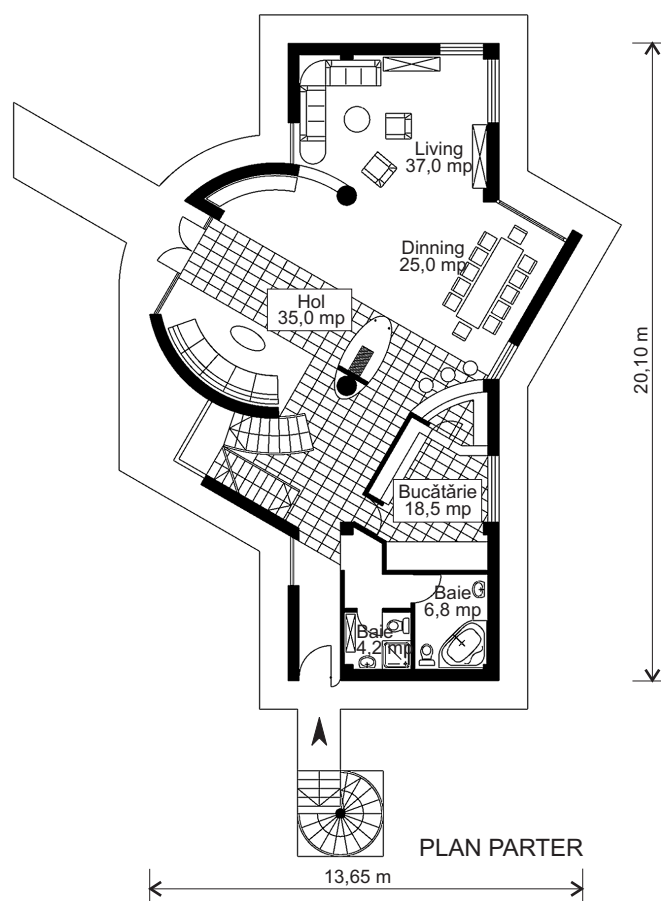 Living
37,0 mp
Dinning
25,0 mp
Hol
35,0 mp
20,10 m
Bucătărie
18,5 mp
Baie
6,8 mp
Baie
4,2 mp
PLAN PARTER
13,65 m